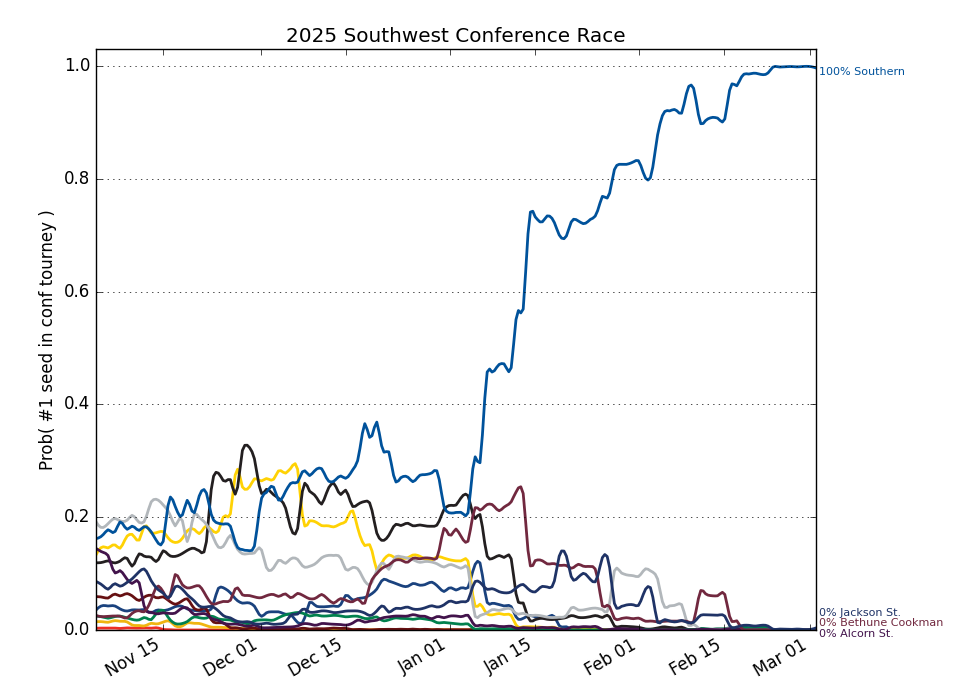 2025 Southwest Conference Race
Prob( #1 seed in conf tourney )
1.0
0.8
0.6
0.4
0.2
0.0
100% Southern
0% Jackson St.
0% Bethune Cookman
0% Alcorn St.
Nov 15
Dec 01
Dec 15
Jan 01
Jan 15
Feb 01
Feb 15
Mar 01